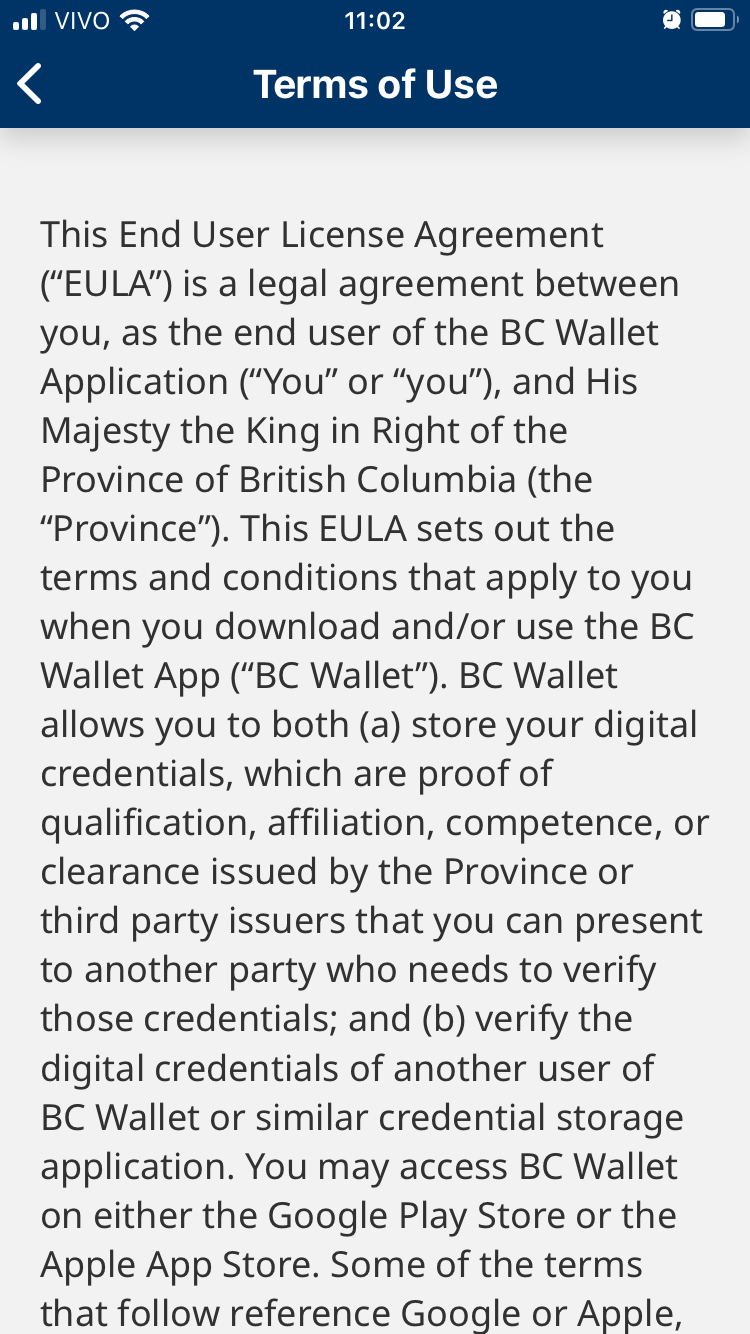 VIVO 11:02
Terms of Use
This End User License Agreement
(“EULA”) is a legal agreement between
you, as the end user of the BC Wallet
Application (“You” or “you”), and His
Majesty the King in Right of the
Province of British Columbia (the
“Province”). This EULA sets out the
terms and conditions that apply to you
when you download and/or use the BC
Wallet App (“BC Wallet”). BC Wallet
allows you to both (a) store your digital
credentials, which are proof of
qualification, affiliation, competence, or
clearance issued by the Province or
third party issuers that you can present
to another party who needs to verify
those credentials; and (b) verify the
digital credentials of another user of
BC Wallet or similar credential storage
application. You may access BC Wallet
on either the Google Play Store or the
Apple App Store. Some of the terms
that follow reference Google or Apple,